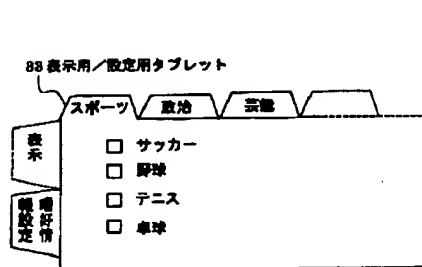 33 表示用／設定用タブレット
スポーツ 政治 芸能
表示
サッカー
野球
テニス
卓球
嗜好情報設定